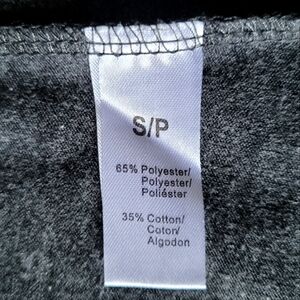 S/P
65% Polyester/
Polyester/
Poliéster
35% Cotton/
Coton/
Algodon